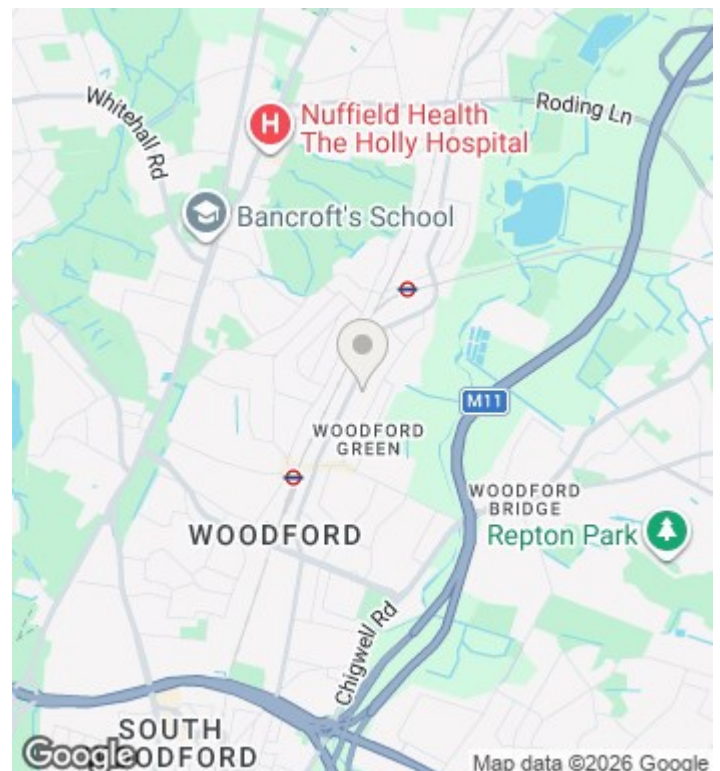 Whitehall Rd
H
Nuffield Health
The Holly Hospital
Roding Ln
Bancroft's School
M11
WOODFORD
GREEN
WOODFORD
BRIDGE
WOODFORD
Repton Park
Chigwell Rd
SOUTH
WOODFORD
Google
Map data ©2026 Google